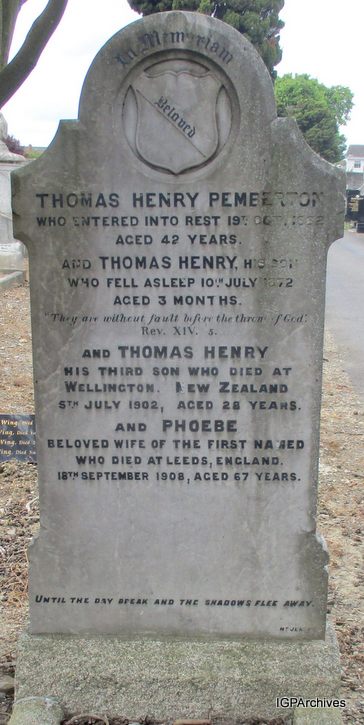 In Memoriam
Beloved
THOMAS HENRY PEMBERTON
WHO ENTERED INTO REST 19TH OCT. 1882
AGED 42 YEARS.
AND THOMAS HENRY, HIS SON
WHO FELL ASLEEP 10TH JULY 1872
AGED 3 MONTHS.
"They are without fault before the throne of God".
Rev. XIV. 5.
AND THOMAS HENRY
HIS THIRD SON WHO DIED AT
WELLINGTON. NEW ZEALAND
5TH JULY 1902, AGED 28 YEARS.
AND PHOEBE
BELOVED WIFE OF THE FIRST NAMED
WHO DIED AT LEEDS, ENGLAND.
18TH SEPTEMBER 1908, AGED 67 YEARS.
UNTIL THE DAY BREAK AND THE SHADOWS FLEE AWAY.
IGPArchives